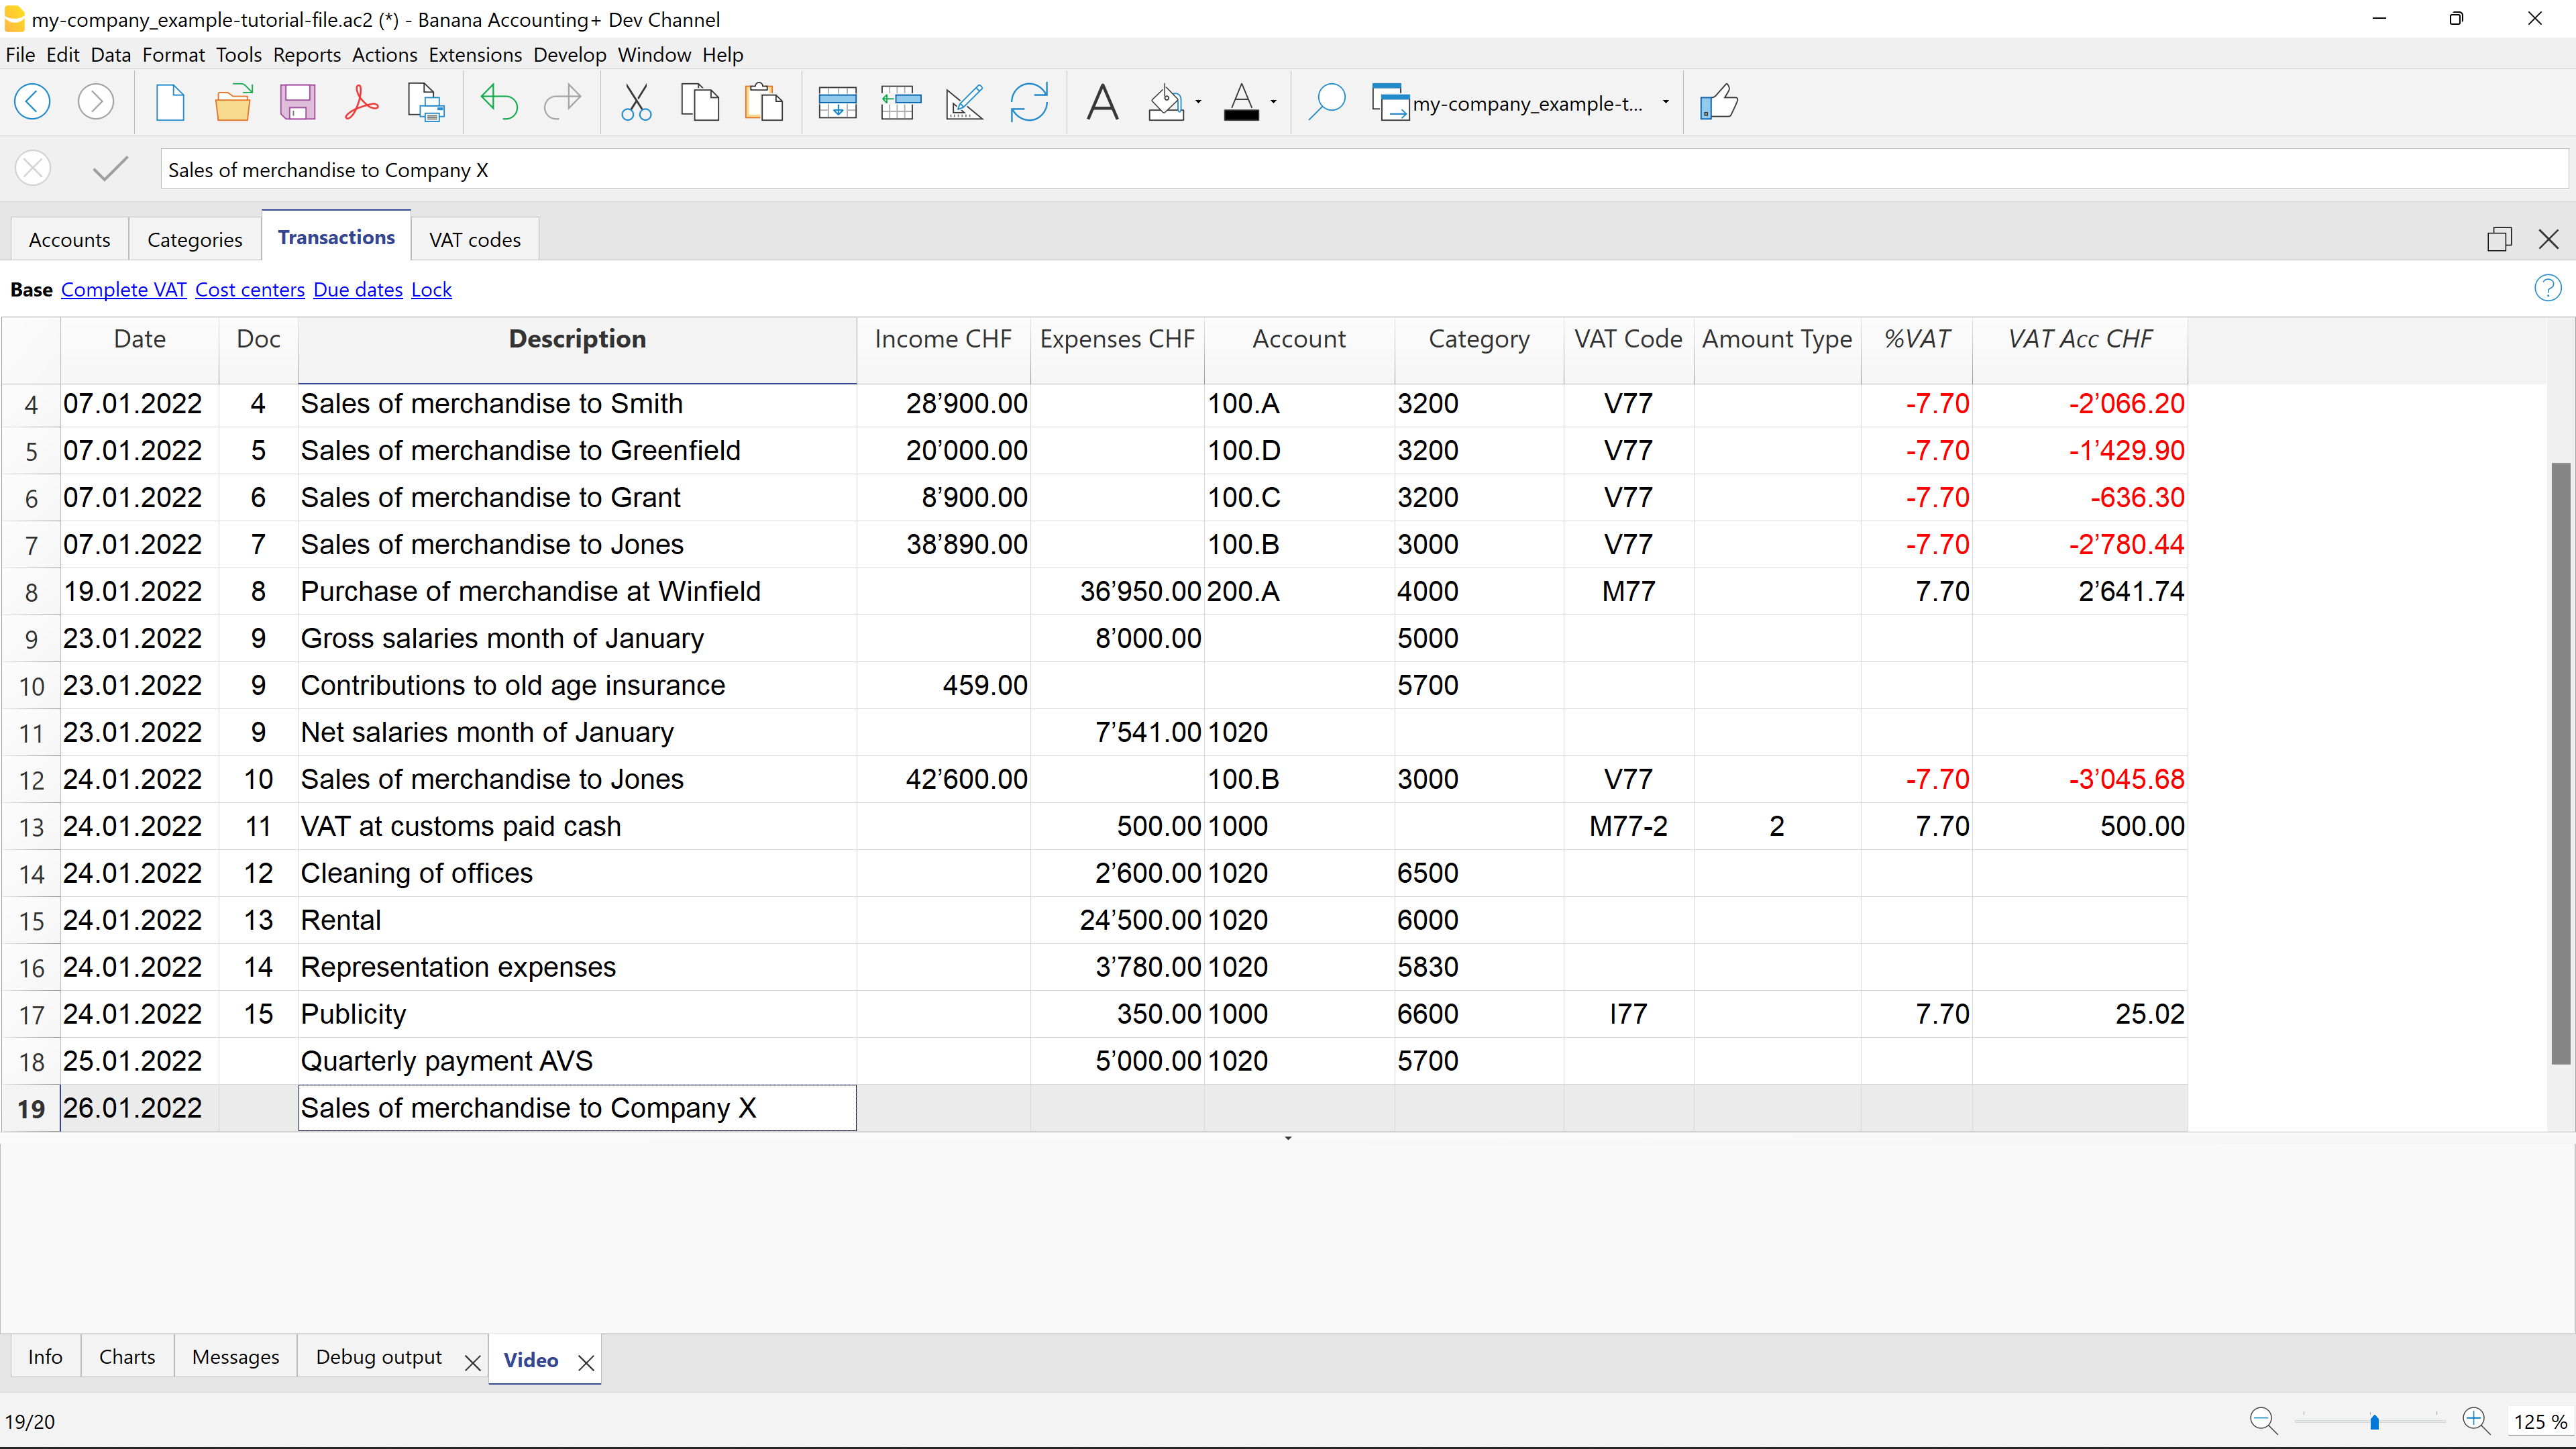 my-company_example-tutorial-file.ac2 (*) - Banana Accounting+ Dev Channel
File Edit Data Format Tools Reports Actions Extensions Develop Window Help
my-company_example-t...
Sales of merchandise to Company X
Accounts Categories Transactions VAT codes
Base Complete VAT Cost centers Due dates Lock
Date Doc Description Income CHF Expenses CHF Account Category VAT Code Amount Type %VAT VAT Acc CHF
4 07.01.2022 4 Sales of merchandise to Smith 28’900.00 100.A 3200 V77 -7.70 -2’066.20
5 07.01.2022 5 Sales of merchandise to Greenfield 20’000.00 100.D 3200 V77 -7.70 -1’429.90
6 07.01.2022 6 Sales of merchandise to Grant 8’900.00 100.C 3200 V77 -7.70 -636.30
7 07.01.2022 7 Sales of merchandise to Jones 38’890.00 100.B 3000 V77 -7.70 -2’780.44
8 19.01.2022 8 Purchase of merchandise at Winfield 36’950.00 200.A 4000 M77 7.70 2’641.74
9 23.01.2022 9 Gross salaries month of January 8’000.00 5000
10 23.01.2022 9 Contributions to old age insurance 459.00 5700
11 23.01.2022 9 Net salaries month of January 7’541.00 1020
12 24.01.2022 10 Sales of merchandise to Jones 42’600.00 100.B 3000 V77 -7.70 -3’045.68
13 24.01.2022 11 VAT at customs paid cash 500.00 1000 M77-2 2 7.70 500.00
14 24.01.2022 12 Cleaning of offices 2’600.00 1020 6500
15 24.01.2022 13 Rental 24’500.00 1020 6000
16 24.01.2022 14 Representation expenses 3’780.00 1020 5830
17 24.01.2022 15 Publicity 350.00 1000 6600 I77 7.70 25.02
18 25.01.2022 Quarterly payment AVS 5’000.00 1020 5700
19 26.01.2022 Sales of merchandise to Company X
Info Charts Messages Debug output Video
19/20 125 %